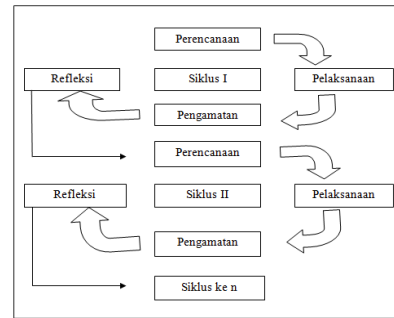 Perencanaan
Refleksi
Siklus I
Pelaksanaan
Pengamatan
Perencanaan
Refleksi
Siklus II
Pelaksanaan
Pengamatan
Siklus ke n